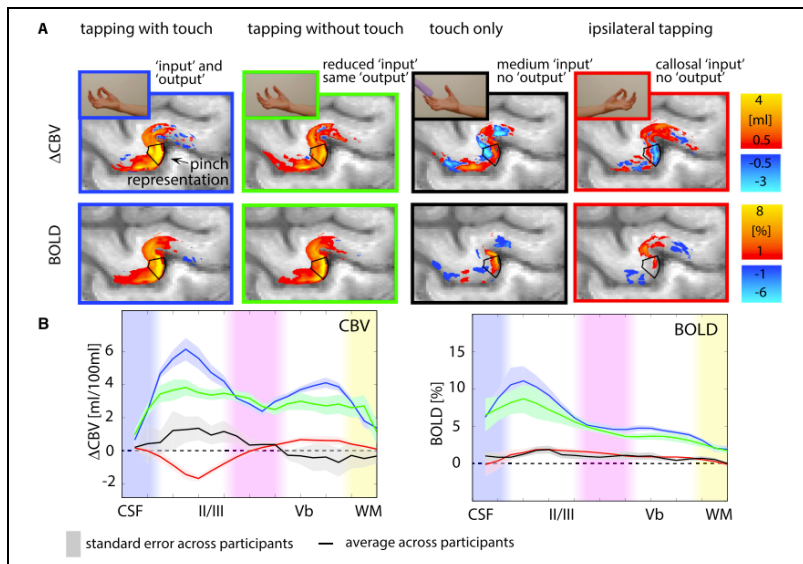 A
tapping with touch
tapping without touch
touch only
ipsilateral tapping
'input' and
'output'
reduced 'input'
same 'output'
medium 'input'
no 'output'
callosal 'input'
no 'output'
ΔCBV
pinch
representation
4
[ml]
0.5
-0.5
-3
BOLD
8
[%]
1
-1
-6
B
CBV
ΔCBV [ml/100ml]
6
4
2
0
-2
CSF
II/III
Vb
WM
BOLD
BOLD [%]
15
10
5
0
CSF
II/III
Vb
WM
standard error across participants
average across participants